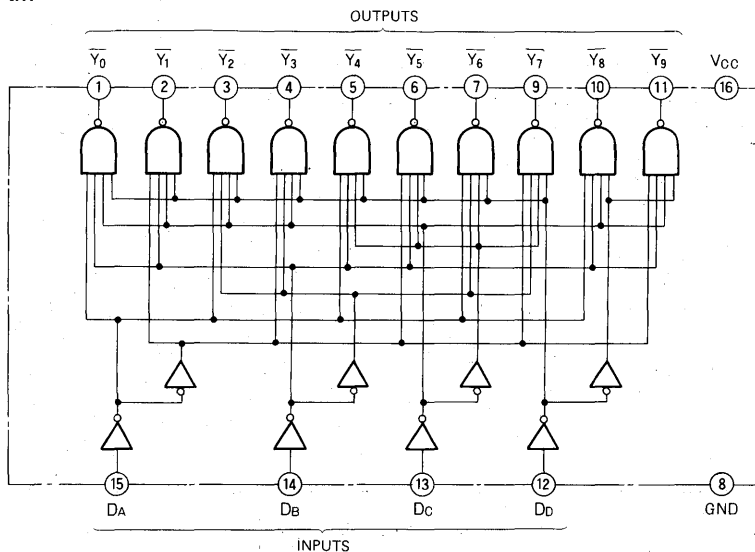 OUTPUTS
Y0 Y1 Y2 Y3 Y4 Y5 Y6 Y7 Y8 Y9 VCC
1 2 3 4 5 6 7 9 10 11 16
15 14 13 12 8
DA DB DC DD GND
INPUTS